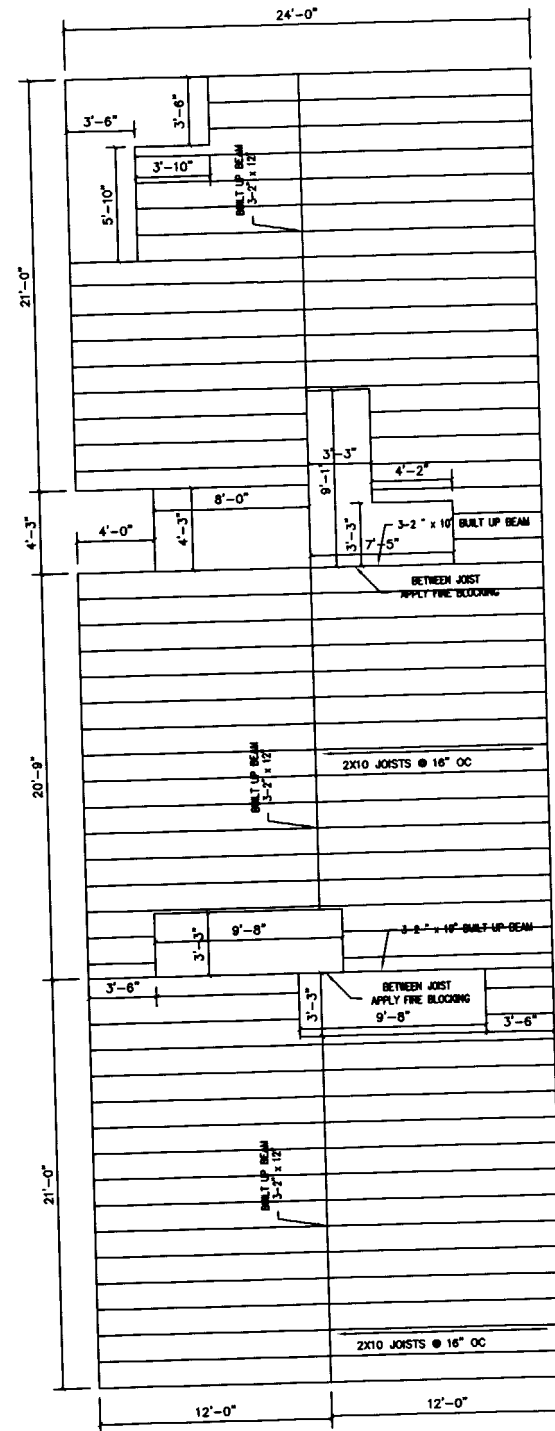 24'-0"
3'-6"
3'-6"
3'-10"
5'-10"
BUILT UP BEAM
3-2" x 12"
21'-0"
3'-3"
9'-1"
4'-2"
8'-0"
4'-3"
4'-0"
4'-3"
3'-3"
3-2 " x 10" BUILT UP BEAM
7'-5"
BETWEEN JOIST
APPLY FIRE BLOCKING
20'-9"
BUILT UP BEAM
3-2" x 12"
2X10 JOISTS @ 16" OC
3'-3"
9'-8"
3-2 " x 10" BUILT UP BEAM
3'-6"
3'-3"
BETWEEN JOIST
APPLY FIRE BLOCKING
9'-8"
3'-6"
21'-0"
BUILT UP BEAM
3-2" x 12"
2X10 JOISTS @ 16" OC
12'-0"
12'-0"